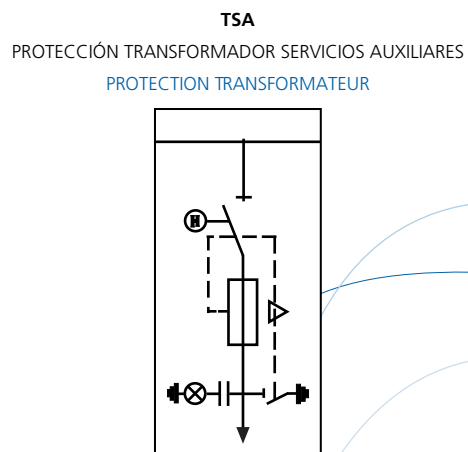 TSA
PROTECCIÓN TRANSFORMADOR SERVICIOS AUXILIARES
PROTECTION TRANSFORMATEUR
H